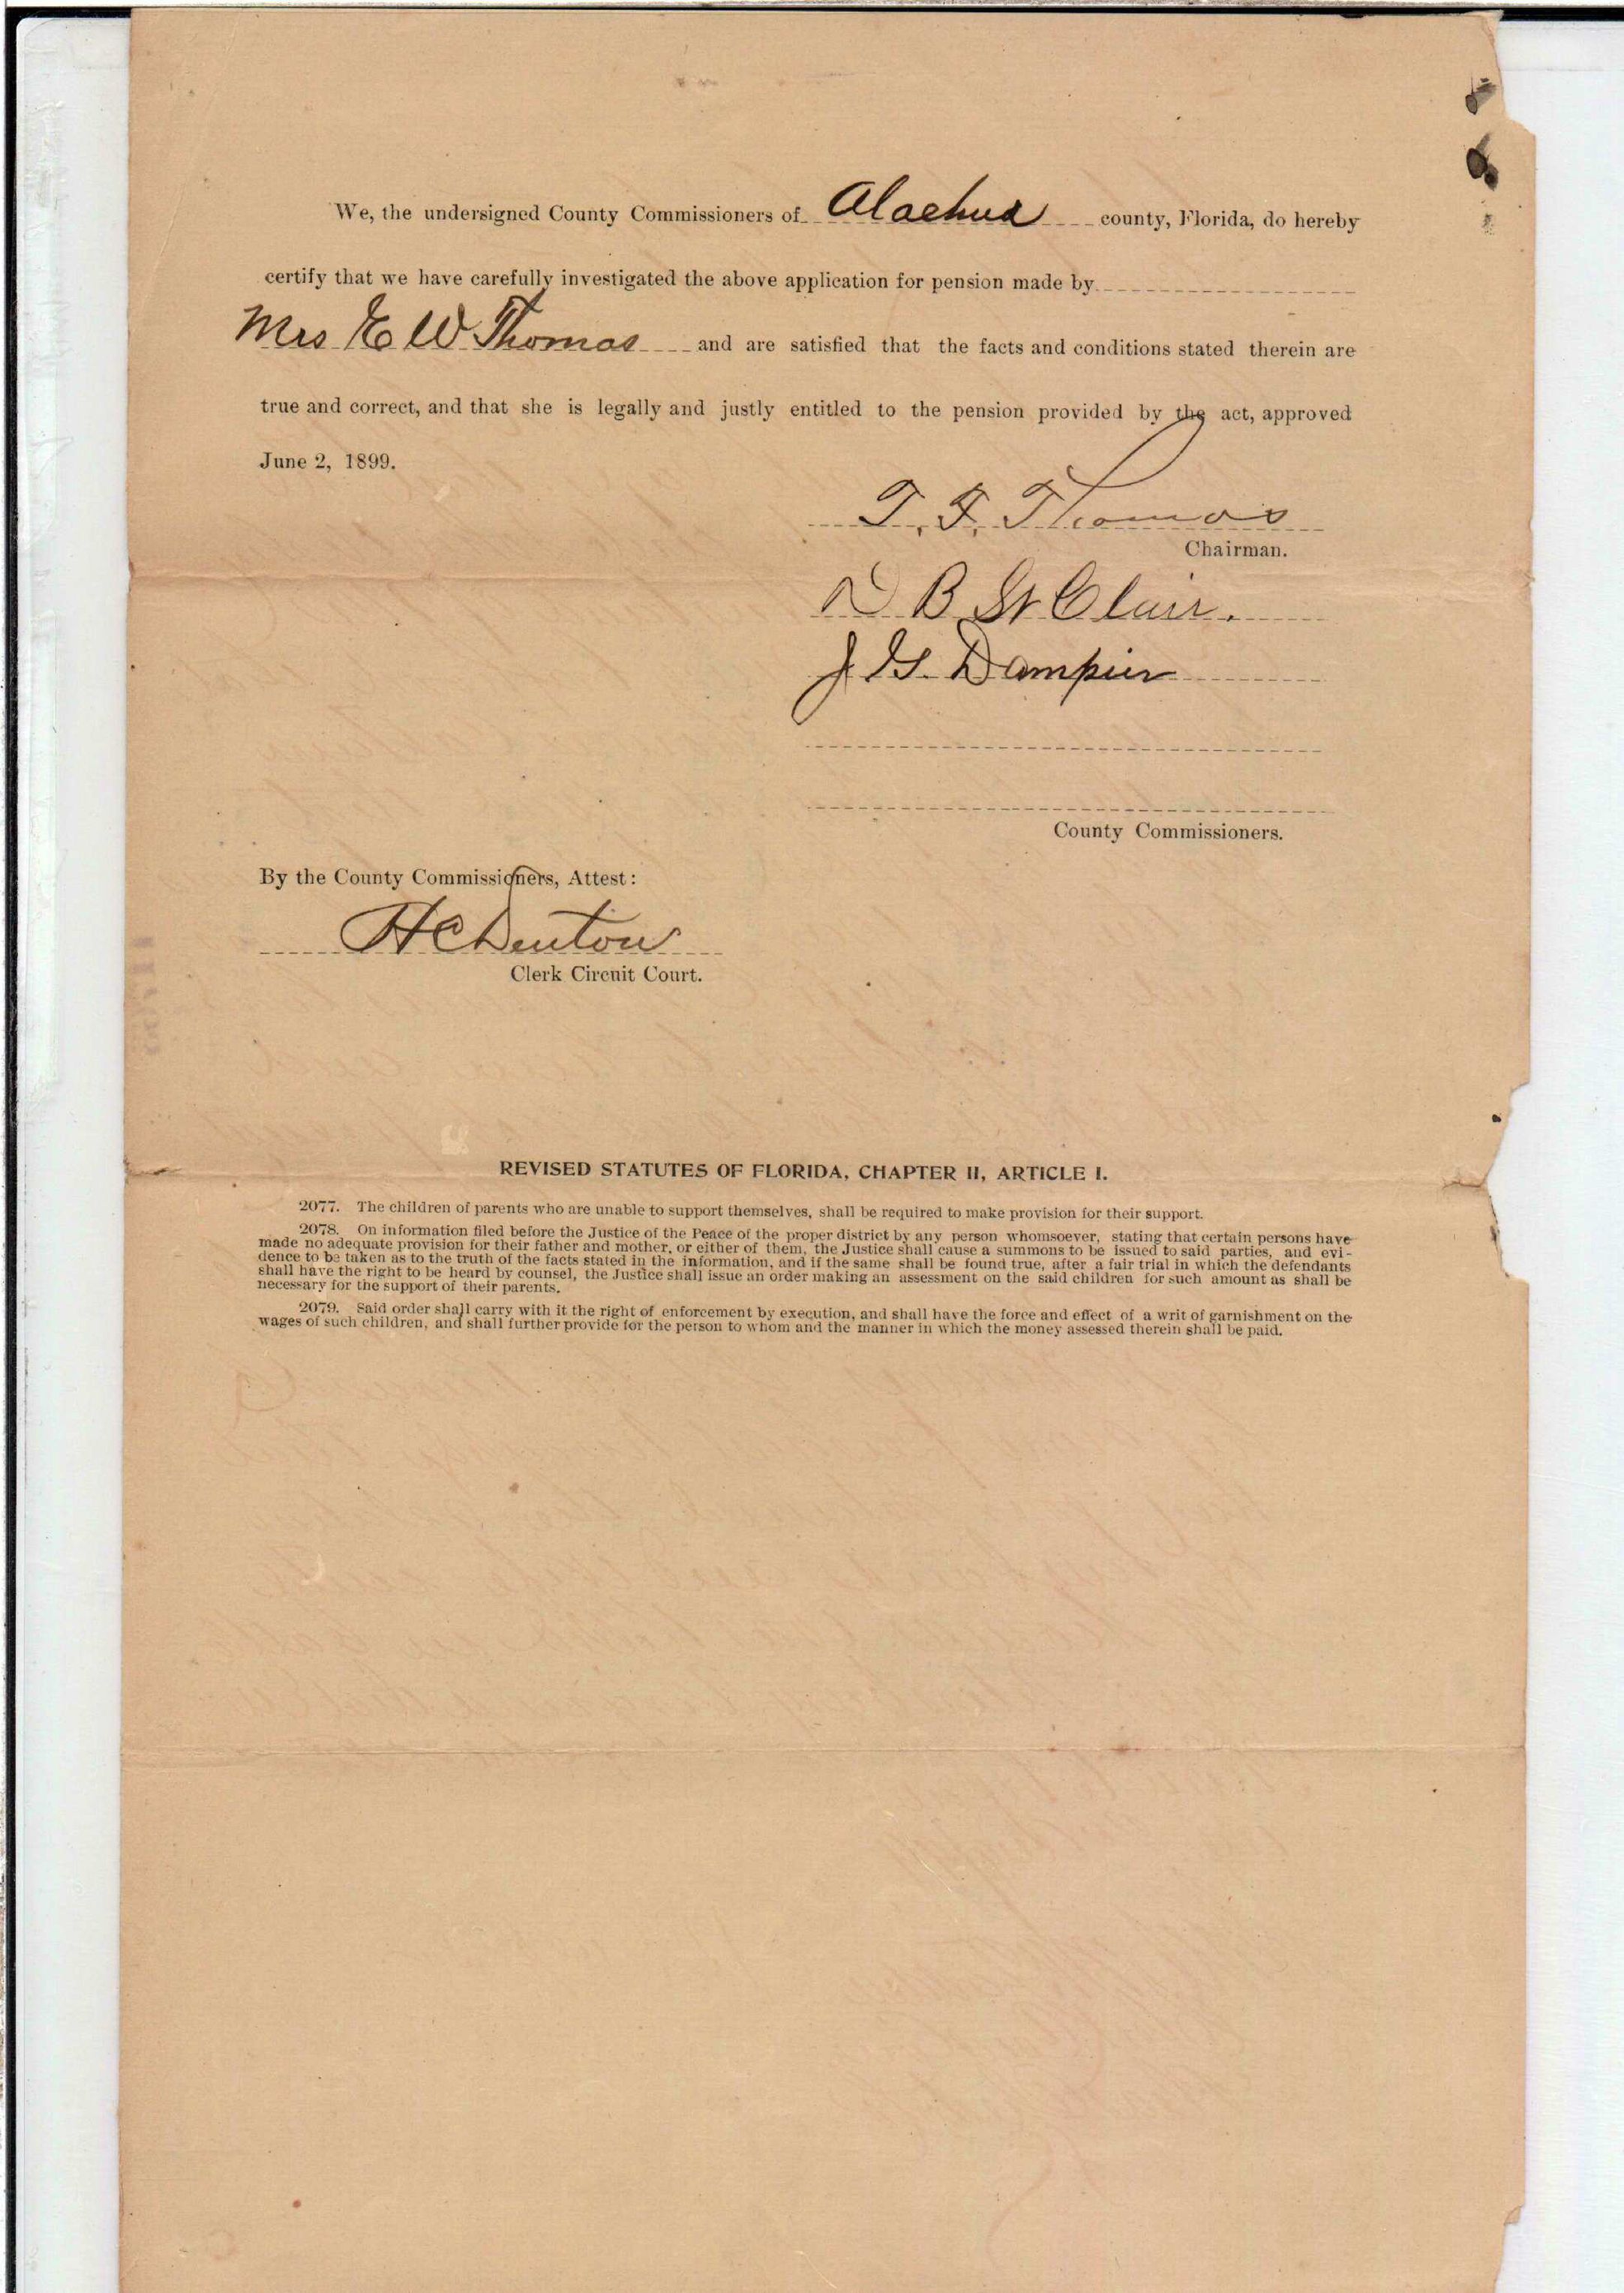 We, the undersigned County Commissioners of Alachua county, Florida, do hereby
certify that we have carefully investigated the above application for pension made by
Mrs E W Thomas and are satisfied that the facts and conditions stated therein are
true and correct, and that she is legally and justly entitled to the pension provided by the act, approved
June 2, 1899.
T. F. Thomas
Chairman.
D B St Clair.
J. G. Dampier
County Commissioners.
By the County Commissioners, Attest:
H C Denton
Clerk Circuit Court.
REVISED STATUTES OF FLORIDA, CHAPTER II, ARTICLE I.
2077. The children of parents who are unable to support themselves, shall be required to make provision for their support.
2078. On information filed before the Justice of the Peace of the proper district by any person whomsoever, stating that certain persons have
made no adequate provision for their father and mother, or either of them, the Justice shall cause a summons to be issued to said parties, and evi-
dence to be taken as to the truth of the facts stated in the information, and if the same shall be found true, after a fair trial in which the defendants
shall have the right to be heard by counsel, the Justice shall issue an order making an assessment on the said children for such amount as shall be
necessary for the support of their parents.
2079. Said order shall carry with it the right of enforcement by execution, and shall have the force and effect of a writ of garnishment on the
wages of such children, and shall further provide for the person to whom and the manner in which the money assessed therein shall be paid.